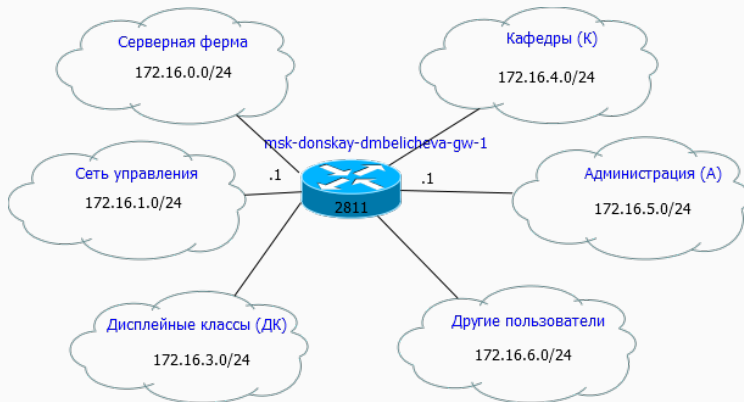 Серверная ферма
172.16.0.0/24
Кафедры (К)
172.16.4.0/24
msk-donskay-dmbelicheva-gw-1
Сеть управления
172.16.1.0/24
.1
.1
2811
Администрация (А)
172.16.5.0/24
Дисплейные классы (ДК)
172.16.3.0/24
Другие пользователи
172.16.6.0/24